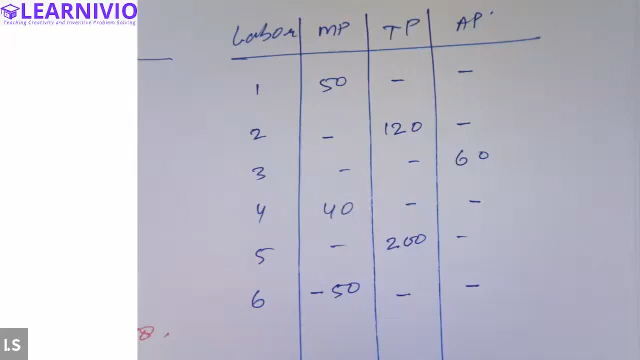 LEARNIVIO
Teaching Creativity and Inventive Problem Solving
Labor MP TP AP
1 50 - -
2 - 120 -
3 - - 60
4 40 - -
5 - 200 -
6 -50 - -
8.
I.S